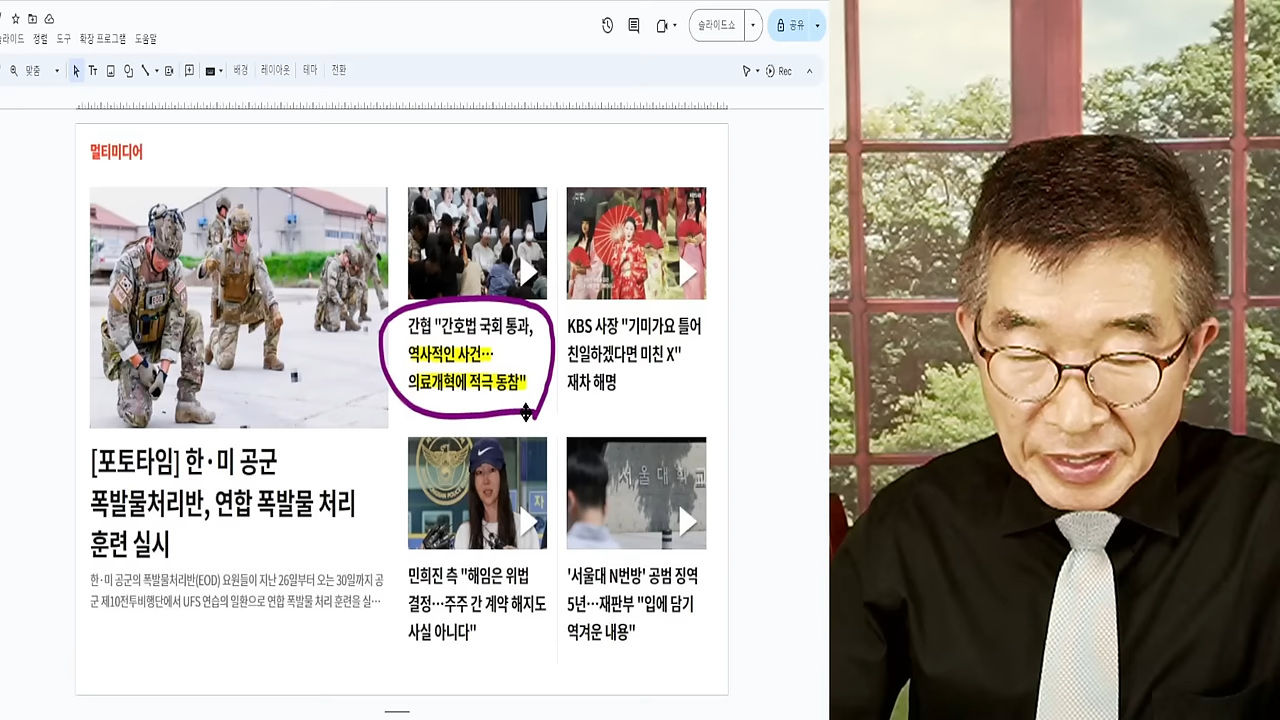 라이드 정렬 도구 확장 프로그램 도움말
슬라이드쇼
공유
맞춤
배경 레이아웃 테마 전환
Rec
멀티미디어
간협 "간호법 국회 통과,
역사적인 사건…
의료개혁에 적극 동참"
KBS 사장 "기미가요 틀어
친일하겠다면 미친 X"
재차 해명
[포토타임] 한·미 공군
폭발물처리반, 연합 폭발물 처리
훈련 실시
한·미 공군의 폭발물처리반(EOD) 요원들이 지난 26일부터 오는 30일까지 공
군 제10전투비행단에서 UFS 연습의 일환으로 연합 폭발물 처리 훈련을 실…
자
서울대학교
민희진 측 "해임은 위법
결정…주주 간 계약 해지도
사실 아니다"
'서울대 N번방' 공범 징역
5년…재판부 "입에 담기
역겨운 내용"